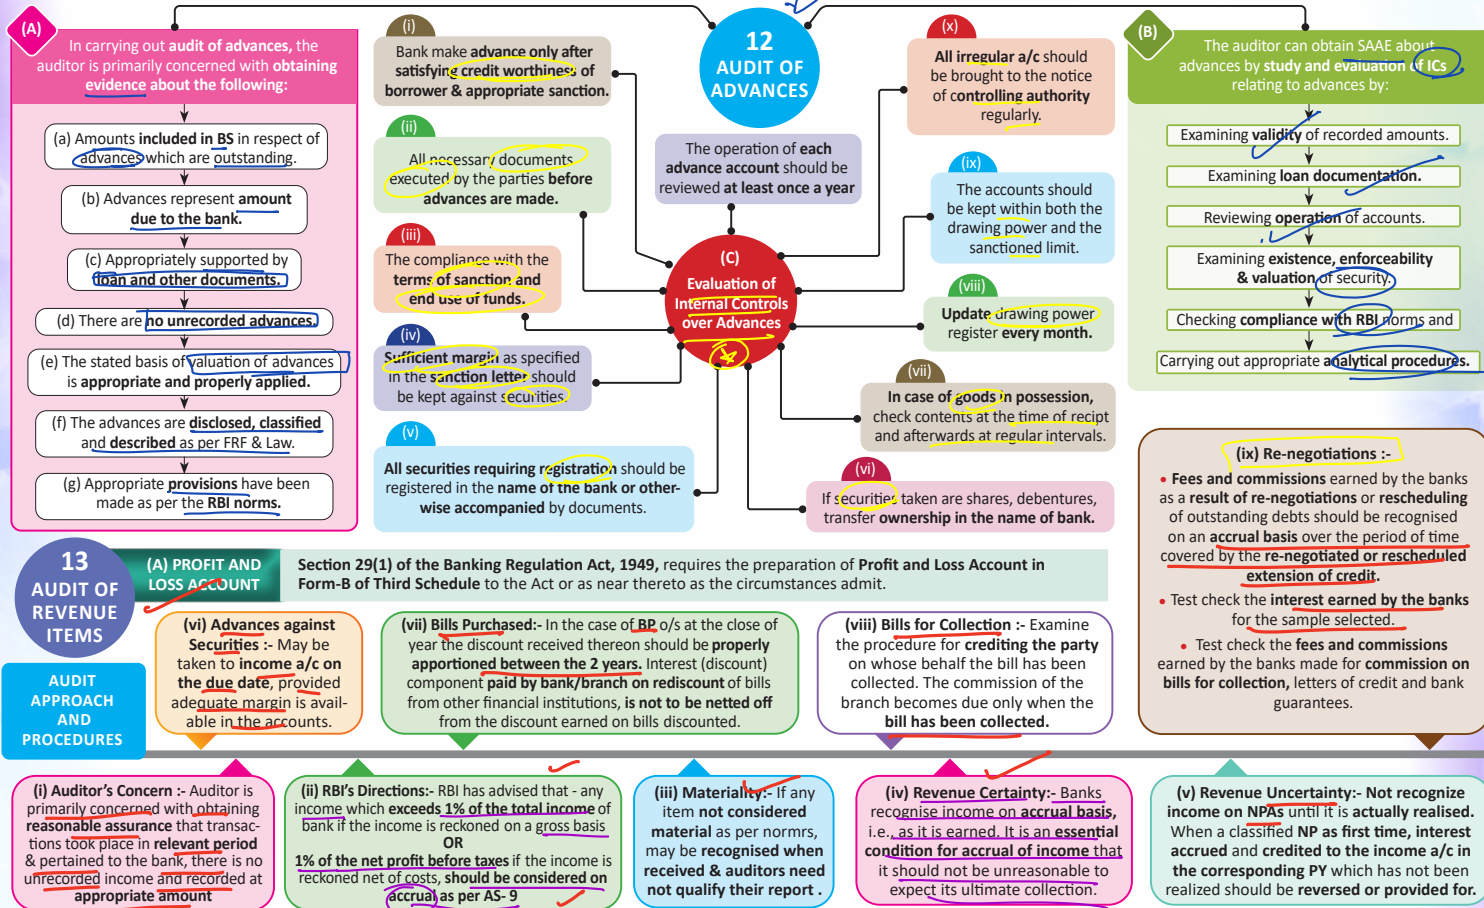 12
AUDIT OF
ADVANCES
(A)
In carrying out audit of advances, the
auditor is primarily concerned with obtaining
evidence about the following:
(a) Amounts included in BS in respect of
advances which are outstanding.
(b) Advances represent amount
due to the bank.
(c) Appropriately supported by
loan and other documents.
(d) There are no unrecorded advances.
(e) The stated basis of valuation of advances
is appropriate and properly applied.
(f) The advances are disclosed, classified
and described as per FRF & Law.
(g) Appropriate provisions have been
made as per the RBI norms.
(i)
Bank make advance only after
satisfying credit worthiness of
borrower & appropriate sanction.
(ii)
All necessary documents
executed by the parties before
advances are made.
(iii)
The compliance with the
terms of sanction and
end use of funds.
(iv)
Sufficient margin as specified
in the sanction letter should
be kept against securities.
(v)
All securities requiring registration should be
registered in the name of the bank or other-
wise accompanied by documents.
The operation of each
advance account should be
reviewed at least once a year
(C)
Evaluation of
Internal Controls
over Advances
(x)
All irregular a/c should
be brought to the notice
of controlling authority
regularly.
(ix)
The accounts should
be kept within both the
drawing power and the
sanctioned limit.
(viii)
Update drawing power
register every month.
(vii)
In case of goods in possession,
check contents at the time of recipt
and afterwards at regular intervals.
(vi)
If securities taken are shares, debentures,
transfer ownership in the name of bank.
(B)
The auditor can obtain SAAE about
advances by study and evaluation of ICs
relating to advances by:
Examining validity of recorded amounts.
Examining loan documentation.
Reviewing operation of accounts.
Examining existence, enforceability
& valuation of security.
Checking compliance with RBI norms and
Carrying out appropriate analytical procedures.
13
AUDIT OF
REVENUE
ITEMS
(A) PROFIT AND
LOSS ACCOUNT
Section 29(1) of the Banking Regulation Act, 1949, requires the preparation of Profit and Loss Account in
Form-B of Third Schedule to the Act or as near thereto as the circumstances admit.
AUDIT
APPROACH
AND
PROCEDURES
(vi) Advances against
Securities :- May be
taken to income a/c on
the due date, provided
adequate margin is avail-
able in the accounts.
(vii) Bills Purchased:- In the case of BP o/s at the close of
year the discount received thereon should be properly
apportioned between the 2 years. Interest (discount)
component paid by bank/branch on rediscount of bills
from other financial institutions, is not to be netted off
from the discount earned on bills discounted.
(viii) Bills for Collection :- Examine
the procedure for crediting the party
on whose behalf the bill has been
collected. The commission of the
branch becomes due only when the
bill has been collected.
(ix) Re-negotiations :-
• Fees and commissions earned by the banks
as a result of re-negotiations or rescheduling
of outstanding debts should be recognised
on an accrual basis over the period of time
covered by the re-negotiated or rescheduled
extension of credit.
• Test check the interest earned by the banks
for the sample selected.
• Test check the fees and commissions
earned by the banks made for commission on
bills for collection, letters of credit and bank
guarantees.
(i) Auditor's Concern :- Auditor is
primarily concerned with obtaining
reasonable assurance that transac-
tions took place in relevant period
& pertained to the bank, there is no
unrecorded income and recorded at
appropriate amount
(ii) RBI's Directions:- RBI has advised that - any
income which exceeds 1% of the total income of
bank if the income is reckoned on a gross basis
OR
1% of the net profit before taxes if the income is
reckoned net of costs, should be considered on
accrual as per AS- 9
(iii) Materiality:- If any
item not considered
material as per normrs,
may be recognised when
received & auditors need
not qualify their report .
(iv) Revenue Certainty:- Banks
recognise income on accrual basis,
i.e., as it is earned. It is an essential
condition for accrual of income that
it should not be unreasonable to
expect its ultimate collection.
(v) Revenue Uncertainty:- Not recognize
income on NPAs until it is actually realised.
When a classified NP as first time, interest
accrued and credited to the income a/c in
the corresponding PY which has not been
realized should be reversed or provided for.